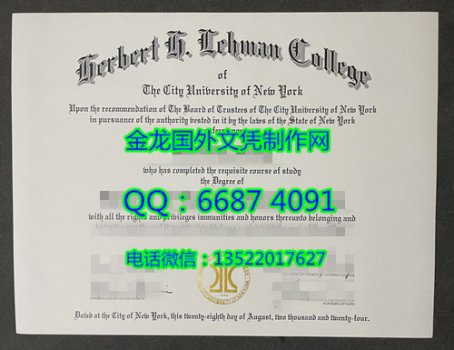 Herbert H. Lehman College
of
The City University of New York
Upon the recommendation of The Board of Trustees of The City University of New York
in pursuance of the authority vested in it by the laws of the State of New York
金龙国外文凭制作网
who has completed the requisite course of study
the Degree of
QQ：6687 4091
with all the rights and privileges immunities and honors thereunto belonging and
电话微信：13522017627
Dated at the City of New York, this twenty-eighth day of August, two thousand and twenty-four.